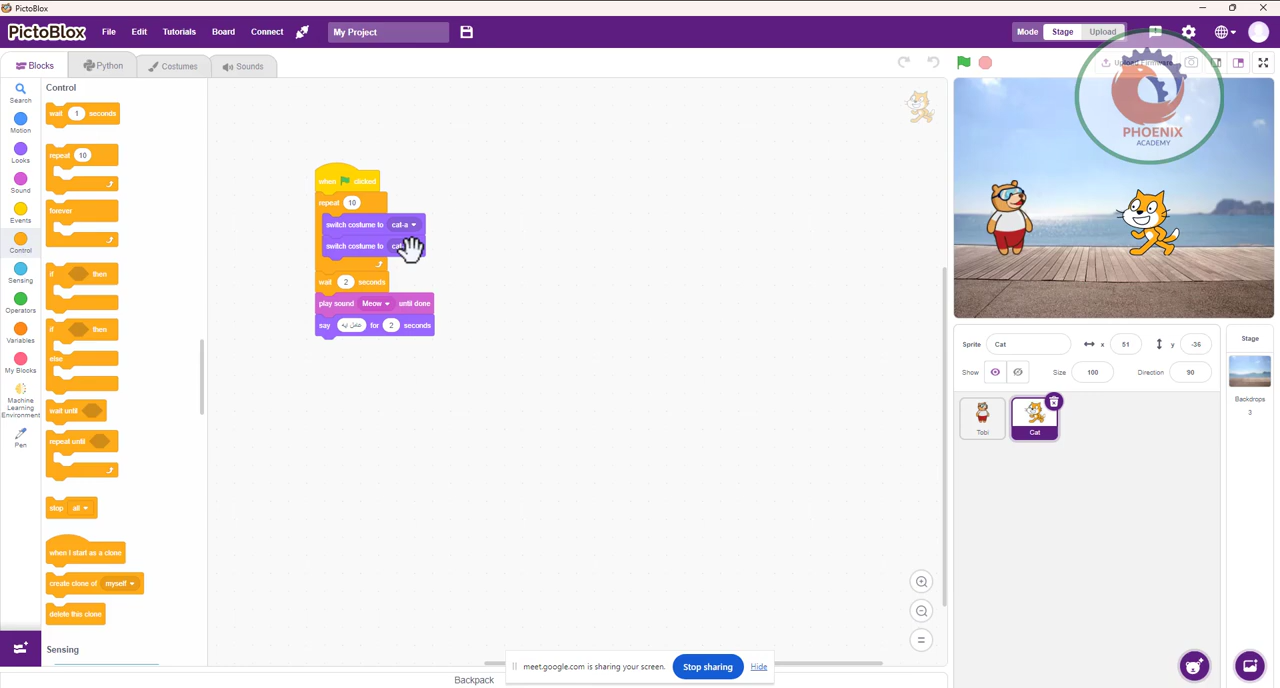 PictoBlox
PictoBlox File Edit Tutorials Board Connect My Project Mode Stage Upload
Blocks Python Costumes Sounds Upload Firmware
PHOENIX
ACADEMY
Search
Motion
Looks
Sound
Events
Control
Sensing
Operators
Variables
My Blocks
Machine
Learning
Environment
Pen
Control
wait 1 seconds
repeat 10
forever
if then
if then
else
wait until
repeat until
stop all
when I start as a clone
create clone of myself
delete this clone
Sensing
when clicked
repeat 10
switch costume to cat-a
switch costume to
wait 2 seconds
play sound Meow until done
say عامل ايه for 2 seconds
Sprite Cat x 51 y -36
Show Size 100 Direction 90
Tobi
Cat
Stage
Backdrops
3
meet.google.com is sharing your screen. Stop sharing Hide
Backpack